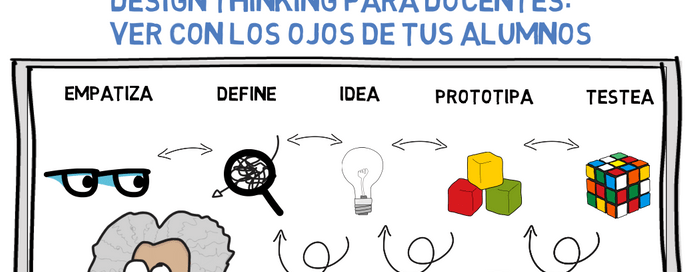 DESIGN THINKING PARA DOCENTES:
VER CON LOS OJOS DE TUS ALUMNOS
EMPATIZA DEFINE IDEA PROTOTIPA TESTEA